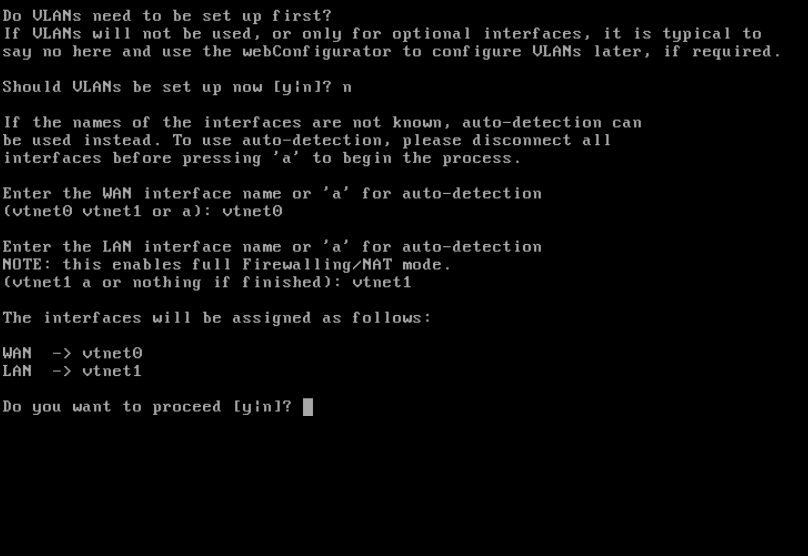 Do VLANs need to be set up first?
If VLANs will not be used, or only for optional interfaces, it is typical to
say no here and use the webConfigurator to configure VLANs later, if required.
Should VLANs be set up now [y|n]? n
If the names of the interfaces are not known, auto-detection can
be used instead. To use auto-detection, please disconnect all
interfaces before pressing 'a' to begin the process.
Enter the WAN interface name or 'a' for auto-detection
(vtnet0 vtnet1 or a): vtnet0
Enter the LAN interface name or 'a' for auto-detection
NOTE: this enables full Firewalling/NAT mode.
(vtnet1 a or nothing if finished): vtnet1
The interfaces will be assigned as follows:
WAN  -> vtnet0
LAN  -> vtnet1
Do you want to proceed [y|n]?